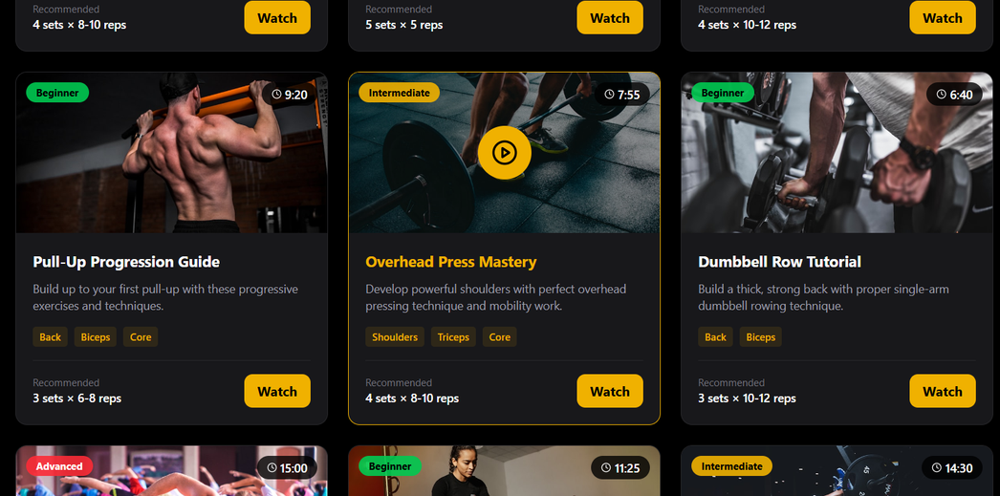 Recommended
4 sets × 8-10 reps
Watch
Recommended
5 sets × 5 reps
Watch
Recommended
4 sets × 10-12 reps
Watch
Beginner
9:20
Pull-Up Progression Guide
Build up to your first pull-up with these progressive
exercises and techniques.
Back Biceps Core
Recommended
3 sets × 6-8 reps
Watch
Intermediate
7:55
Overhead Press Mastery
Develop powerful shoulders with perfect overhead
pressing technique and mobility work.
Shoulders Triceps Core
Recommended
4 sets × 8-10 reps
Watch
Beginner
6:40
Dumbbell Row Tutorial
Build a thick, strong back with proper single-arm
dumbbell rowing technique.
Back Biceps
Recommended
3 sets × 10-12 reps
Watch
Advanced
15:00
Beginner
11:25
Intermediate
14:30